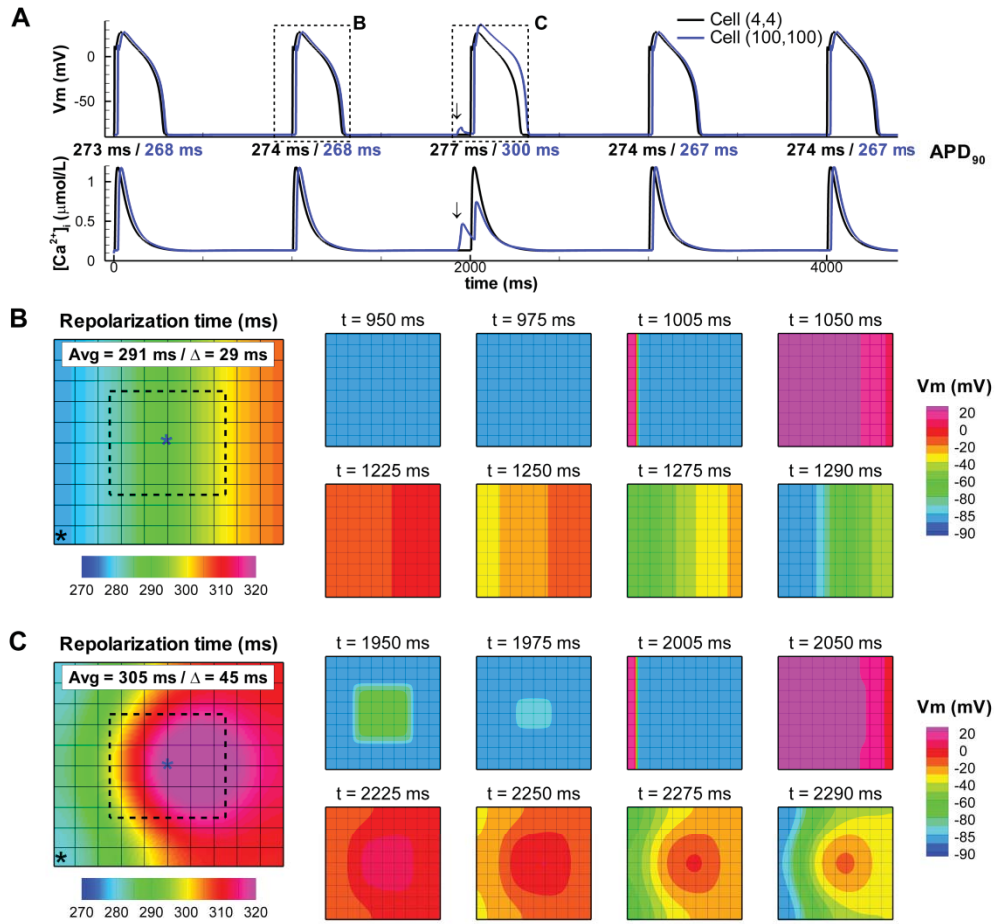 A
B
C
Cell (4,4)
Cell (100,100)
Vm (mV)
0
-50
273 ms / 268 ms
274 ms / 268 ms
277 ms / 300 ms
274 ms / 267 ms
274 ms / 267 ms
APD90
[Ca2+]i (μmol/L)
1
0.5
0
0
2000
4000
time (ms)
B
Repolarization time (ms)
Avg = 291 ms / Δ = 29 ms
*
*
270 280 290 300 310 320
t = 950 ms
t = 975 ms
t = 1005 ms
t = 1050 ms
t = 1225 ms
t = 1250 ms
t = 1275 ms
t = 1290 ms
Vm (mV)
20
0
-20
-40
-60
-80
-85
-90
C
Repolarization time (ms)
Avg = 305 ms / Δ = 45 ms
*
*
270 280 290 300 310 320
t = 1950 ms
t = 1975 ms
t = 2005 ms
t = 2050 ms
t = 2225 ms
t = 2250 ms
t = 2275 ms
t = 2290 ms
Vm (mV)
20
0
-20
-40
-60
-80
-85
-90